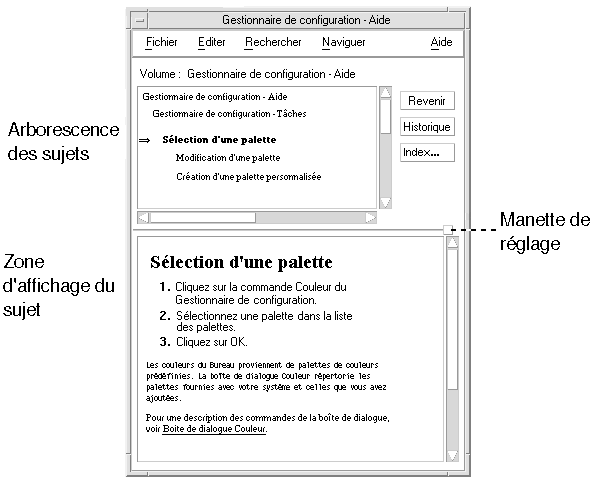 Gestionnaire de configuration - Aide
Fichier Editer Rechercher Naviguer Aide
Volume : Gestionnaire de configuration - Aide
Gestionnaire de configuration - Aide
Gestionnaire de configuration - Tâches
⇒ Sélection d'une palette
Modification d'une palette
Création d'une palette personnalisée
Revenir
Historique
Index...
Arborescence
des sujets
Manette de
réglage
Zone
d'affichage du
sujet
Sélection d'une palette
1. Cliquez sur la commande Couleur du
Gestionnaire de configuration.
2. Sélectionnez une palette dans la liste
des palettes.
3. Cliquez sur OK.
Les couleurs du Bureau proviennent de palettes de couleurs
prédéfinies. La boîte de dialogue Couleur répertorie les
palettes fournies avec votre système et celles que vous avez
ajoutées.
Pour une description des commandes de la boîte de dialogue,
voir Boite de dialogue Couleur.